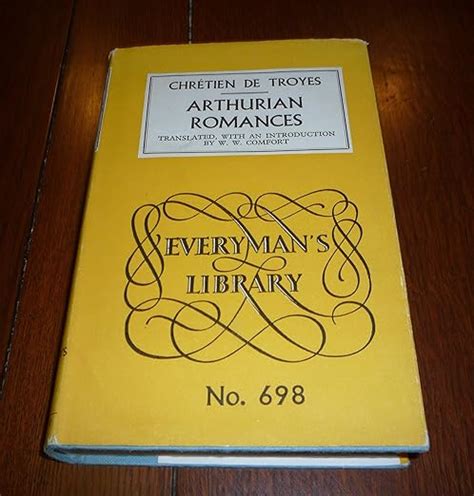 CHRÉTIEN DE TROYES
ARTHURIAN
ROMANCES
TRANSLATED, WITH AN INTRODUCTION
BY W. W. COMFORT
EVERYMAN'S
LIBRARY
No. 698